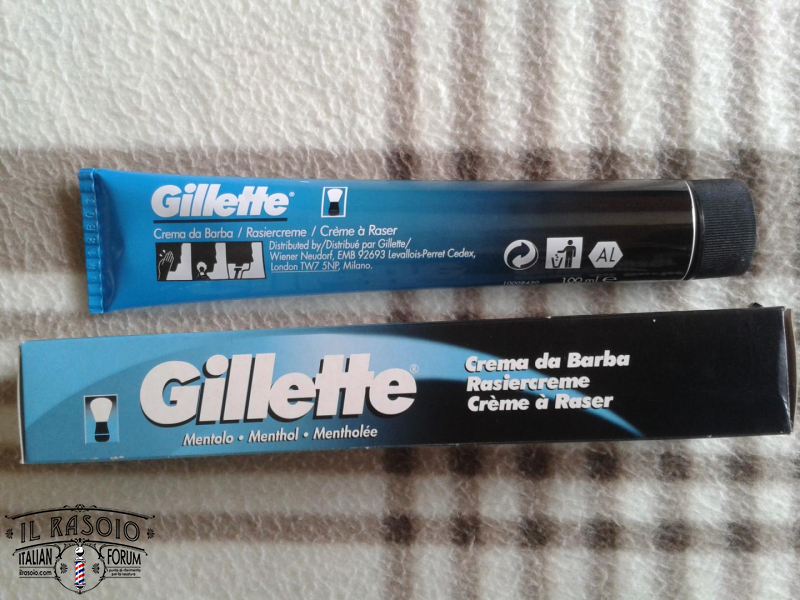 Gillette®
Crema da Barba / Rasiercreme / Crème à Raser
Distributed by/Distribué par Gillette/
Wiener Neudorf, EMB 92693 Levallois-Perret Cedex,
London TW7 5NP, Milano.
AL
100 ml e
Gillette®
Mentolo • Menthol • Mentholée
Crema da Barba
Rasiercreme
Crème à Raser
IL RASOIO
ITALIAN FORUM
ilrasoio.com